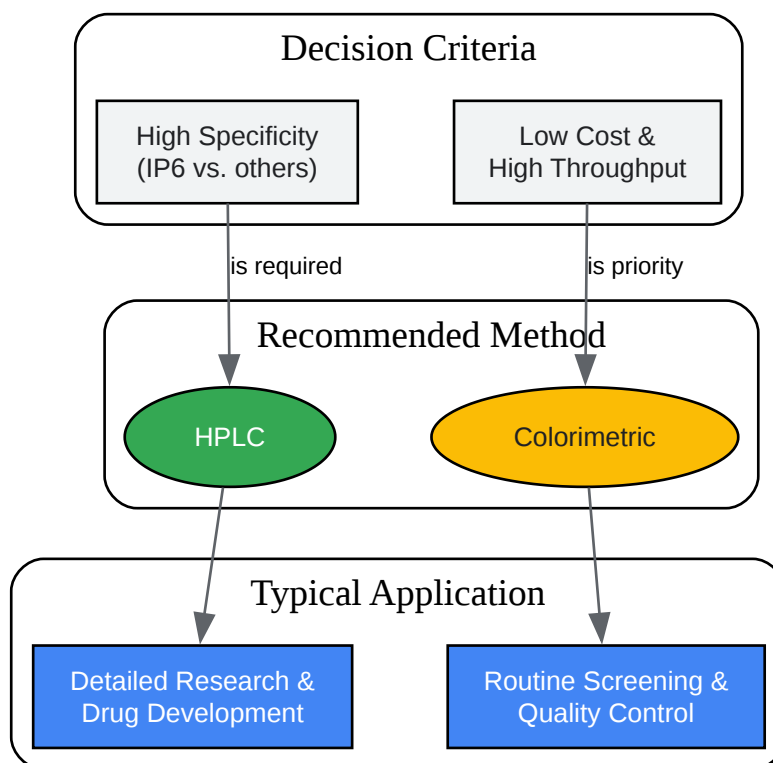 Decision Criteria
High Specificity
(IP6 vs. others)
Low Cost &
High Throughput
is required
is priority
Recommended Method
HPLC
Colorimetric
Typical Application
Detailed Research &
Drug Development
Routine Screening &
Quality Control